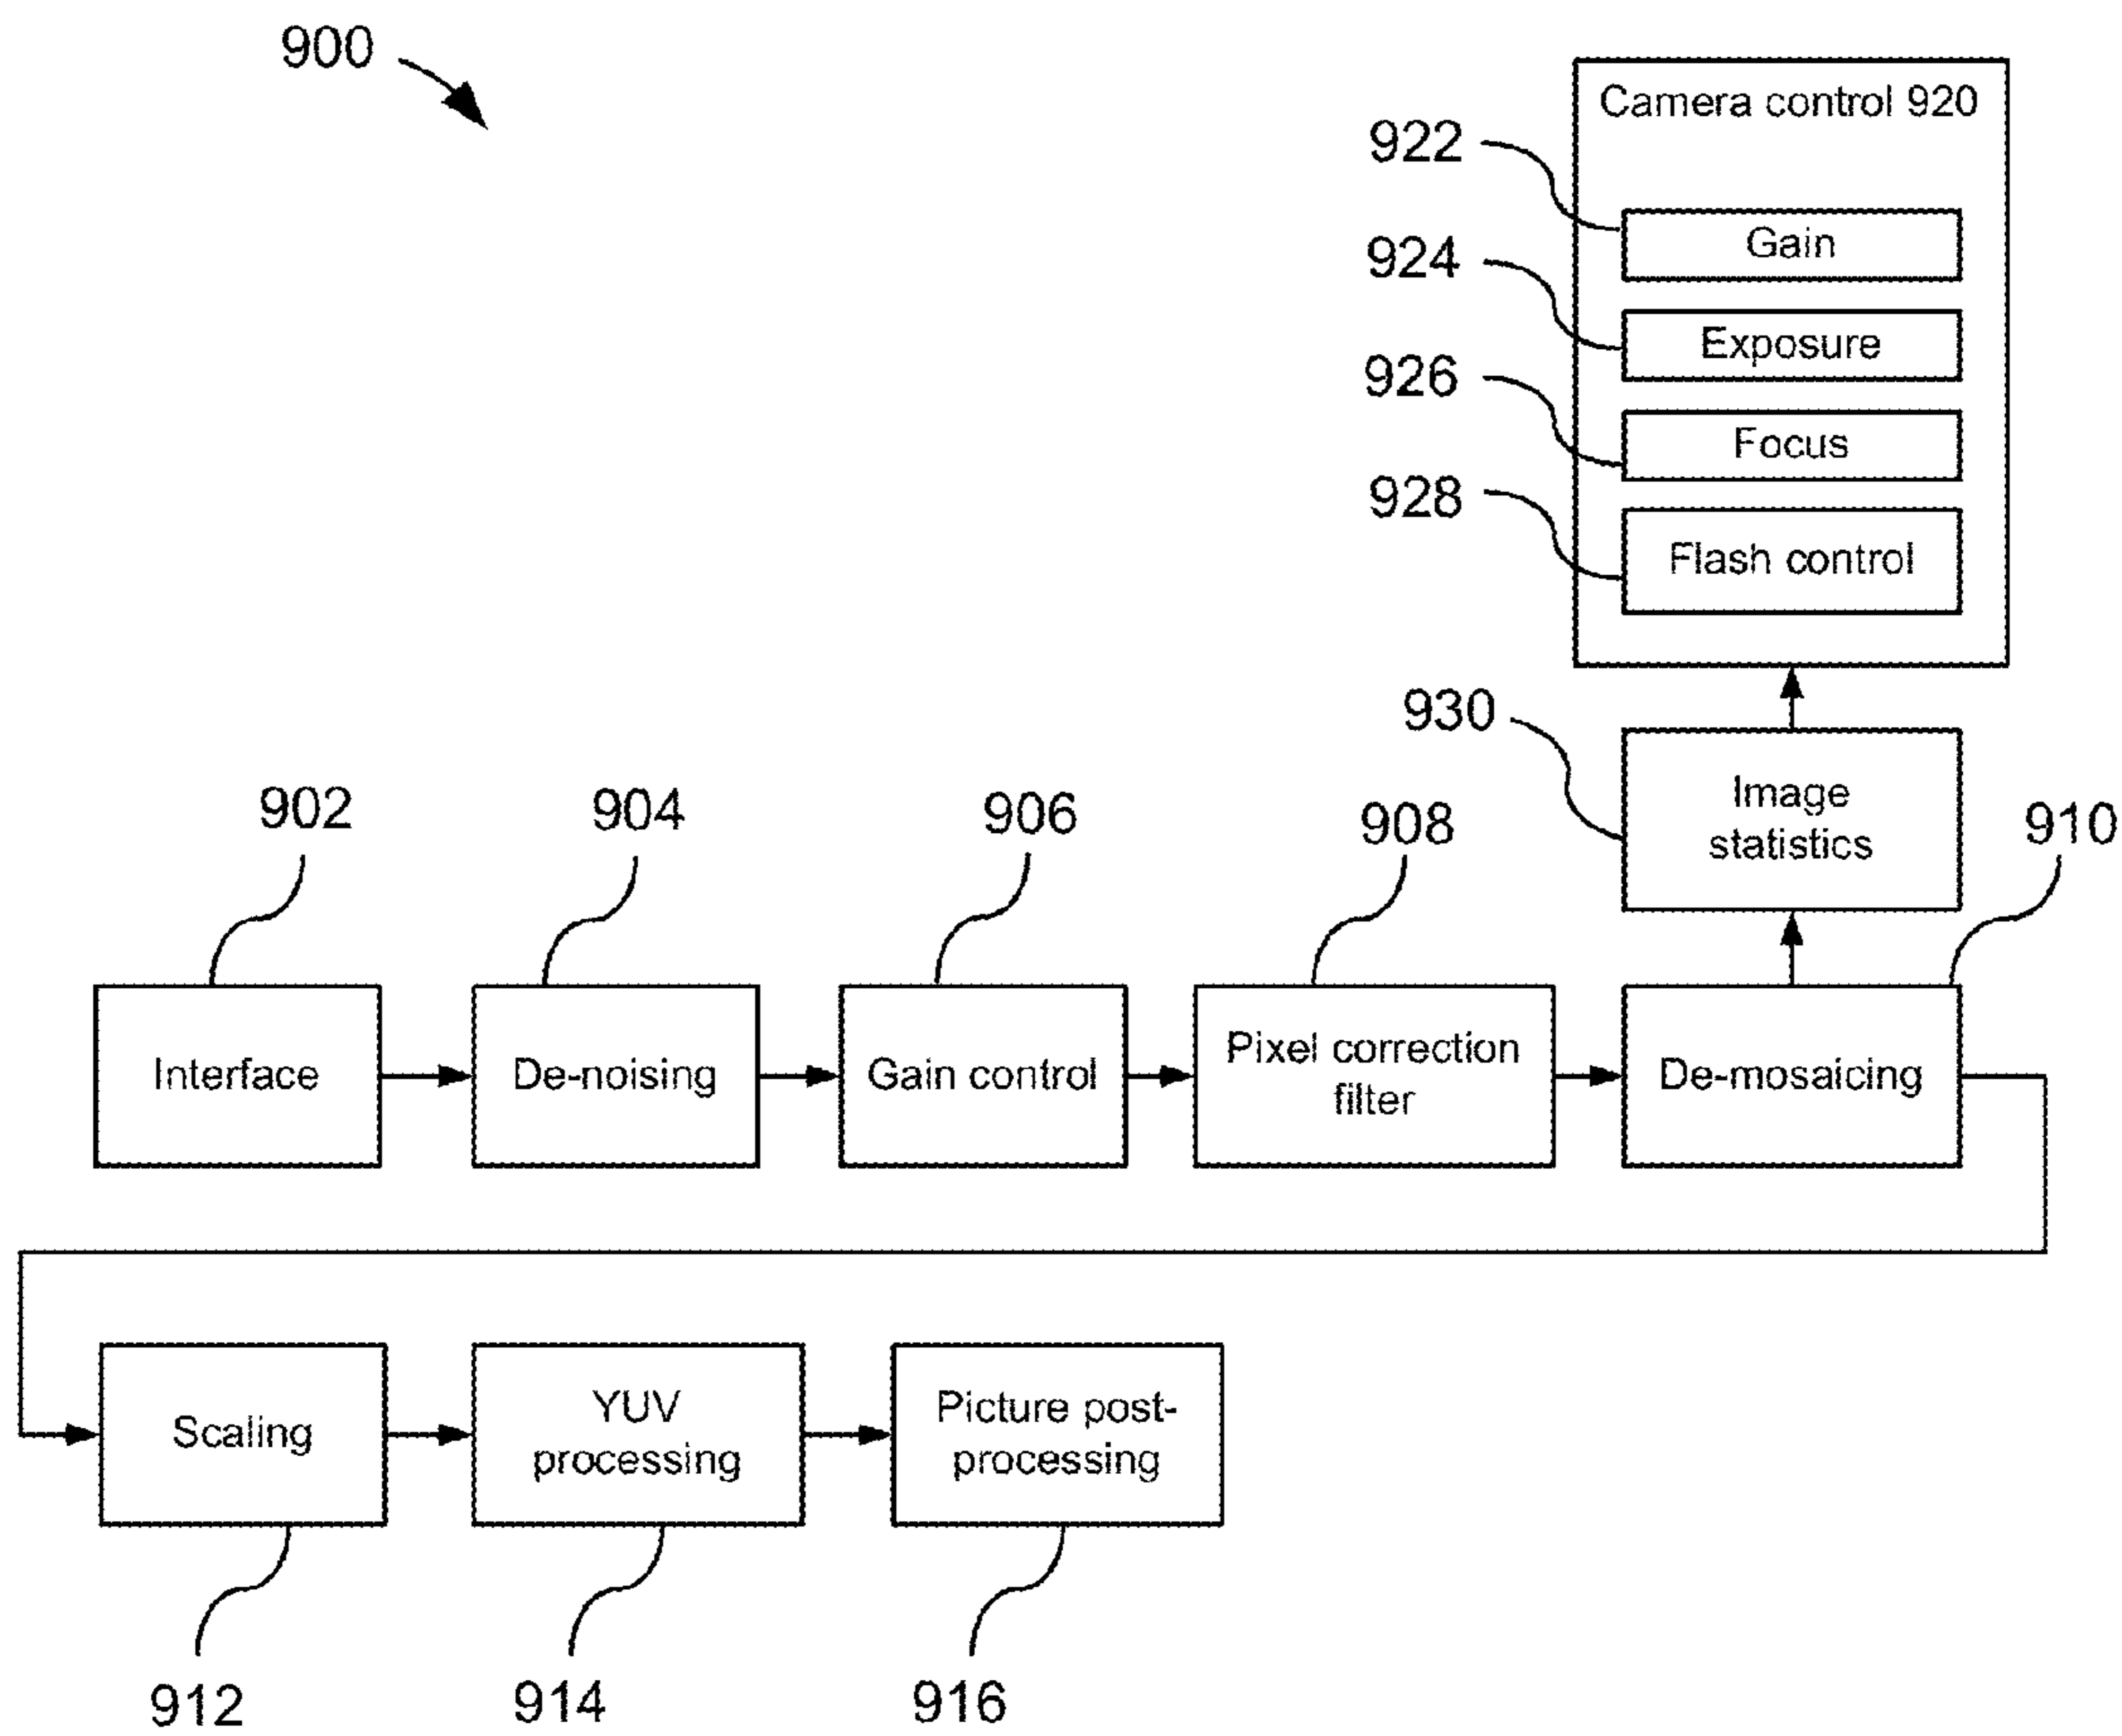 900
Camera control 920
922
Gain
924
Exposure
926
Focus
928
Flash control
930
Image
statistics
902
904
906
908
910
Interface
De-noising
Gain control
Pixel correction
filter
De-mosaicing
Scaling
YUV
processing
Picture post-
processing
912
914
916